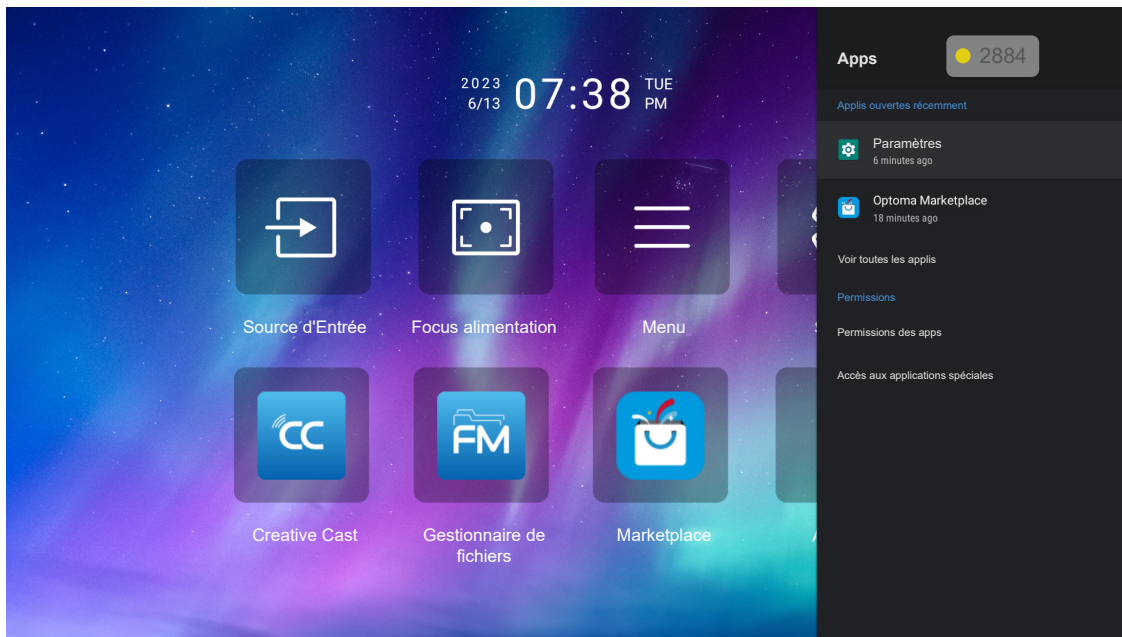 2023
6/13
07:38
TUE
PM
Source d'Entrée
Focus alimentation
Menu
CC
FM
Creative Cast
Gestionnaire de
fichiers
Marketplace
Apps
2884
Applis ouvertes récemment
Paramètres
6 minutes ago
Optoma Marketplace
18 minutes ago
Voir toutes les applis
Permissions
Permissions des apps
Accès aux applications spéciales